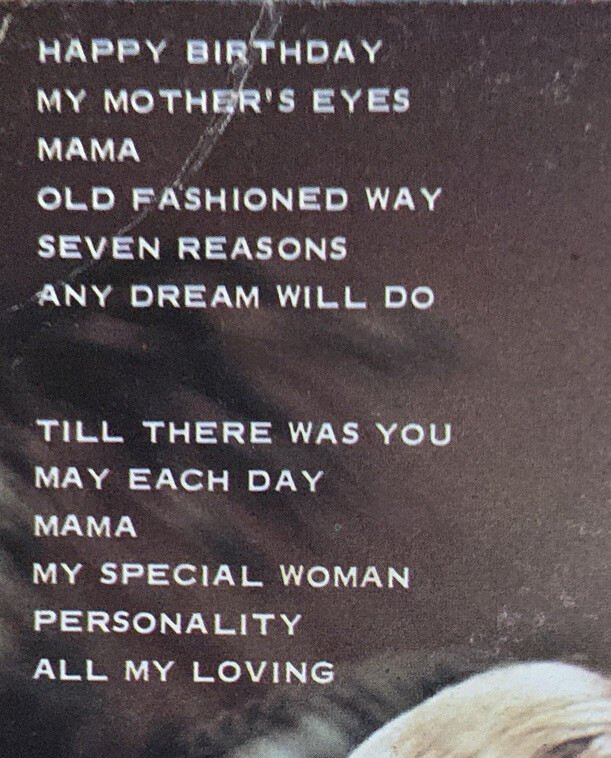 HAPPY BIRTHDAY
MY MOTHER'S EYES
MAMA
OLD FASHIONED WAY
SEVEN REASONS
ANY DREAM WILL DO
TILL THERE WAS YOU
MAY EACH DAY
MAMA
MY SPECIAL WOMAN
PERSONALITY
ALL MY LOVING